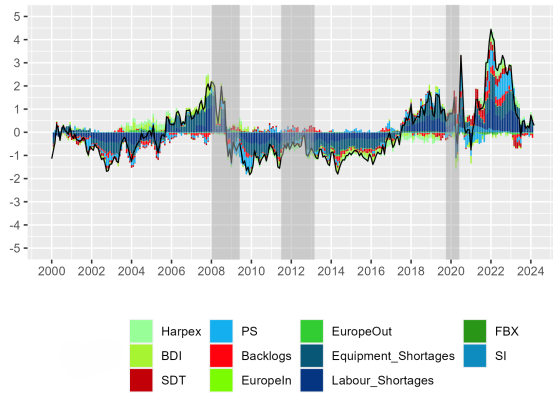 5
4
3
2
1
0
-1
-2
-3
-4
-5
2000 2002 2004 2006 2008 2010 2012 2014 2016 2018 2020 2022 2024
Harpex PS EuropeOut FBX
BDI Backlogs Equipment_Shortages SI
SDT EuropeIn Labour_Shortages